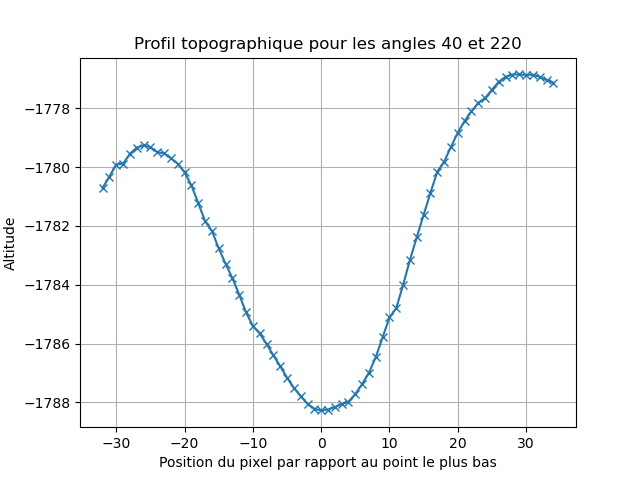 Profil topographique pour les angles 40 et 220
Altitude
−1778
−1780
−1782
−1784
−1786
−1788
−30 −20 −10 0 10 20 30
Position du pixel par rapport au point le plus bas